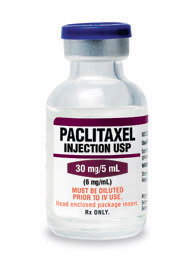 PACLITAXEL
INJECTION USP
30 mg/5 mL
(6 mg/mL)
MUST BE DILUTED
PRIOR TO IV USE.
Read enclosed package insert.
Rx ONLY.